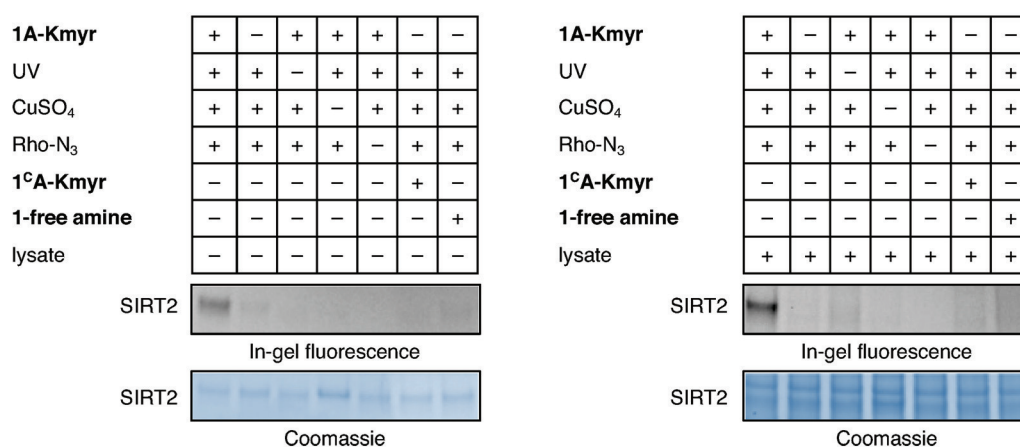 1A-Kmyr + − + + + − −
UV + + − + + + +
CuSO4 + + + − + + +
Rho-N3 + + + + − + +
1CA-Kmyr − − − − − + −
1-free amine − − − − − − +
lysate − − − − − − −
SIRT2
In-gel fluorescence
SIRT2
Coomassie
1A-Kmyr + − + + + − −
UV + + − + + + +
CuSO4 + + + − + + +
Rho-N3 + + + + − + +
1CA-Kmyr − − − − − + −
1-free amine − − − − − − +
lysate + + + + + + +
SIRT2
In-gel fluorescence
SIRT2
Coomassie